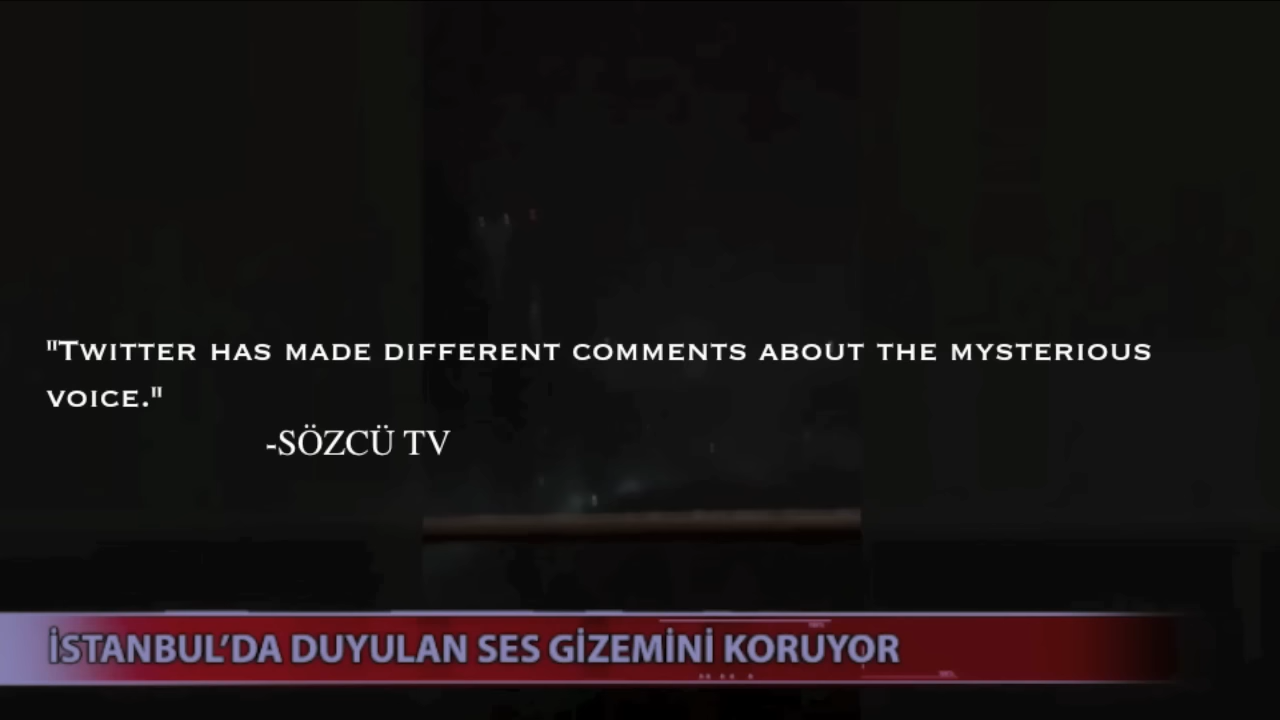 "Twitter has made different comments about the mysterious
voice."
-SÖZCÜ TV
İSTANBUL'DA DUYULAN SES GİZEMİNİ KORUYOR